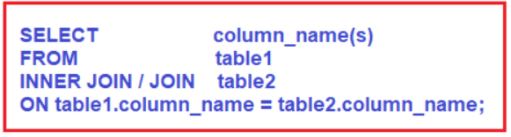 SELECT column_name(s)
FROM table1
INNER JOIN / JOIN table2
ON table1.column_name = table2.column_name;